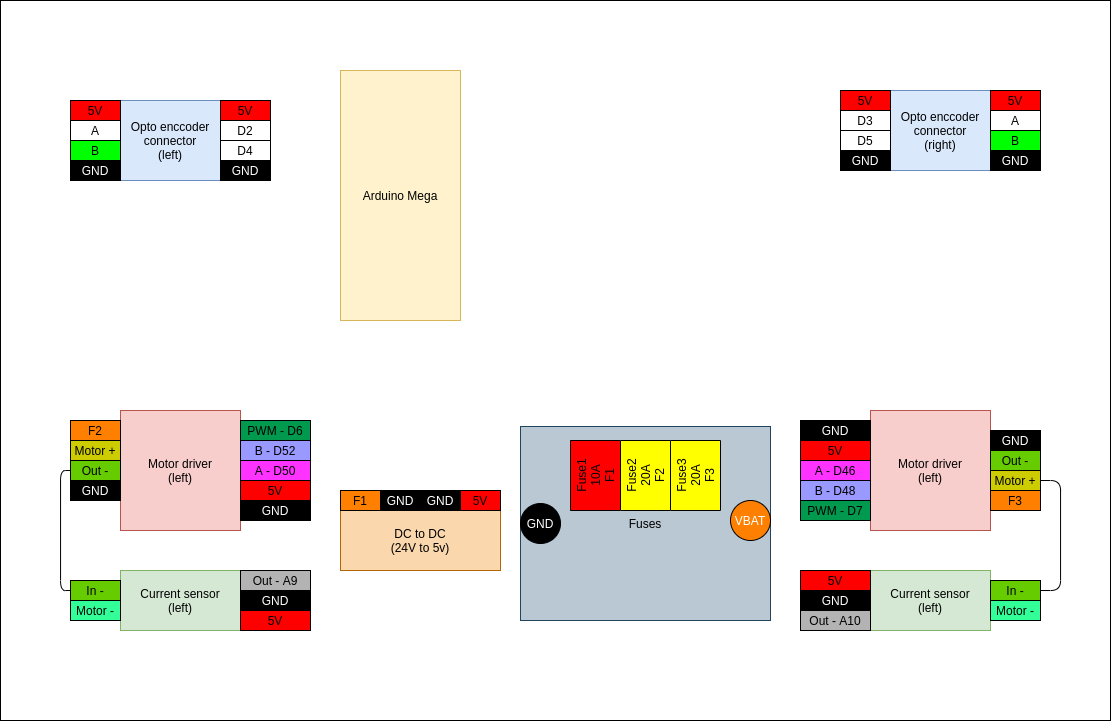 5V
A
B
GND
Opto enccoder
connector
(left)
5V
D2
D4
GND
Arduino Mega
5V
D3
D5
GND
Opto enccoder
connector
(right)
5V
A
B
GND
F2
Motor +
Out -
GND
Motor driver
(left)
PWM - D6
B - D52
A - D50
5V
GND
In -
Motor -
Current sensor
(left)
Out - A9
GND
5V
F1
GND
GND
5V
DC to DC
(24V to 5v)
GND
Fuse1
10A
F1
Fuse2
20A
F2
Fuse3
20A
F3
Fuses
VBAT
GND
5V
A - D46
B - D48
PWM - D7
Motor driver
(left)
GND
Out -
Motor +
F3
5V
GND
Out - A10
Current sensor
(left)
In -
Motor -